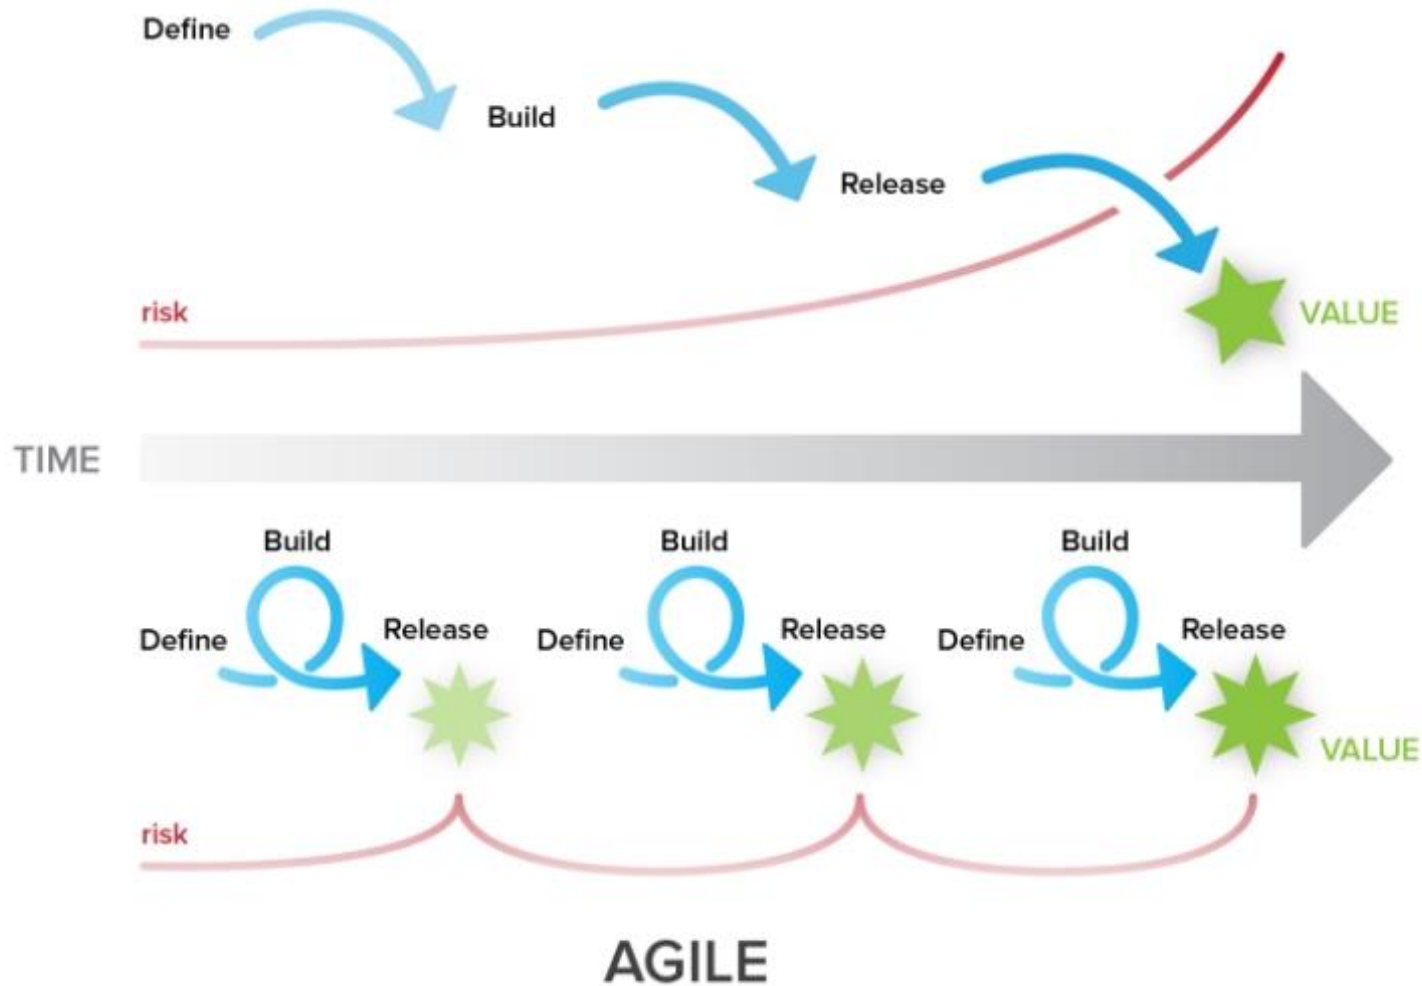 Define
Build
Release
risk
VALUE
TIME
Build
Build
Build
Define
Release
Define
Release
Define
Release
VALUE
risk
AGILE